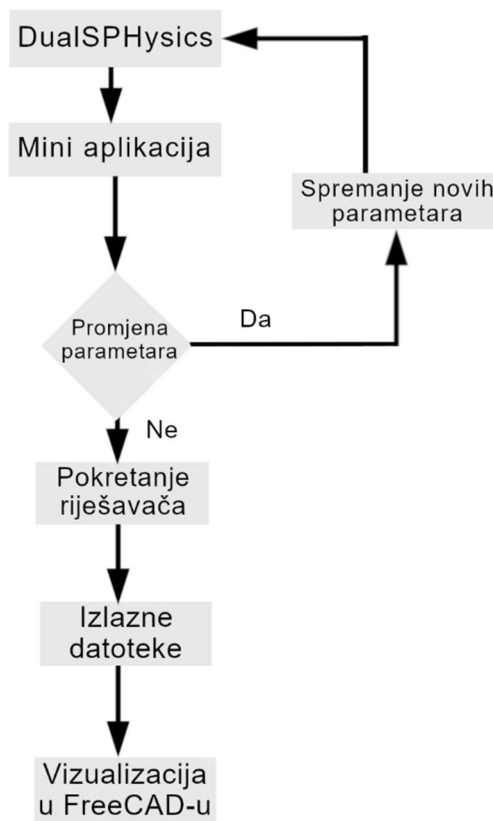 DualSPHysics
Mini aplikacija
Spremanje novih
parametara
Promjena
parametara
Da
Ne
Pokretanje
riješavača
Izlazne
datoteke
Vizualizacija
u FreeCAD-u